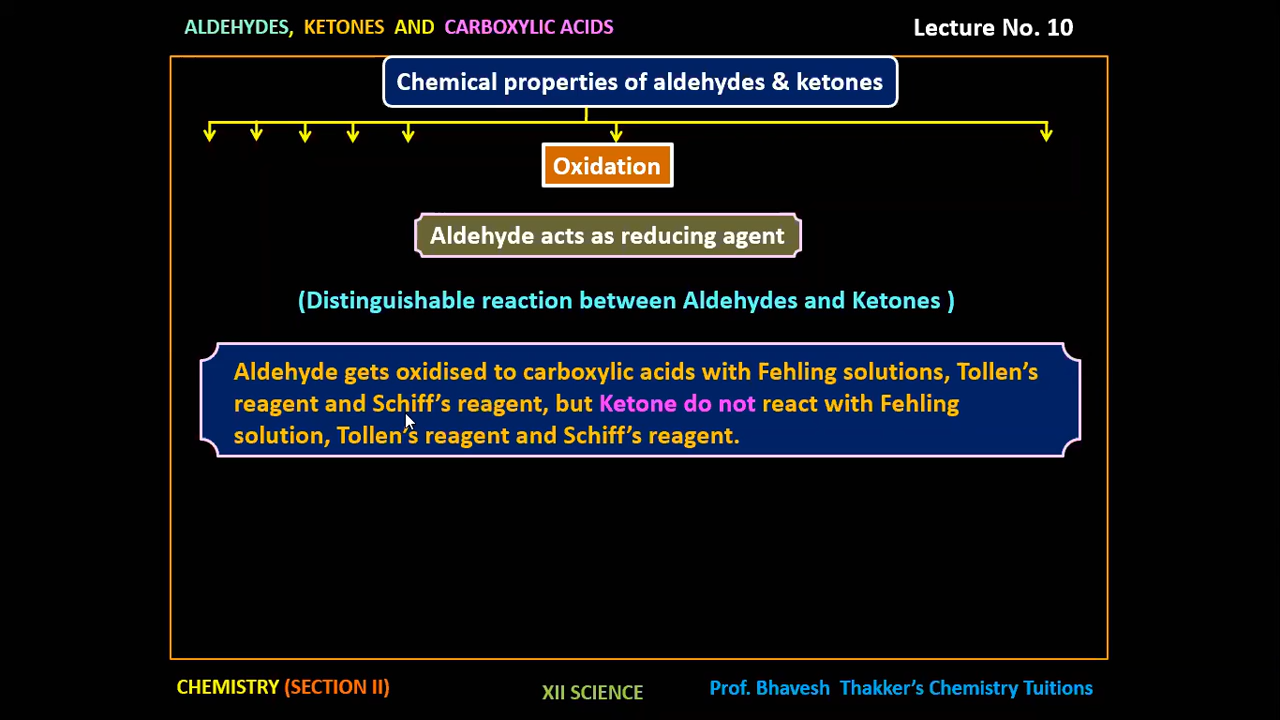 ALDEHYDES, KETONES AND CARBOXYLIC ACIDS
Lecture No. 10
Chemical properties of aldehydes & ketones
Oxidation
Aldehyde acts as reducing agent
(Distinguishable reaction between Aldehydes and Ketones )
Aldehyde gets oxidised to carboxylic acids with Fehling solutions, Tollen's
reagent and Schiff's reagent, but Ketone do not react with Fehling
solution, Tollen's reagent and Schiff's reagent.
CHEMISTRY (SECTION II)
XII SCIENCE
Prof. Bhavesh Thakker's Chemistry Tuitions